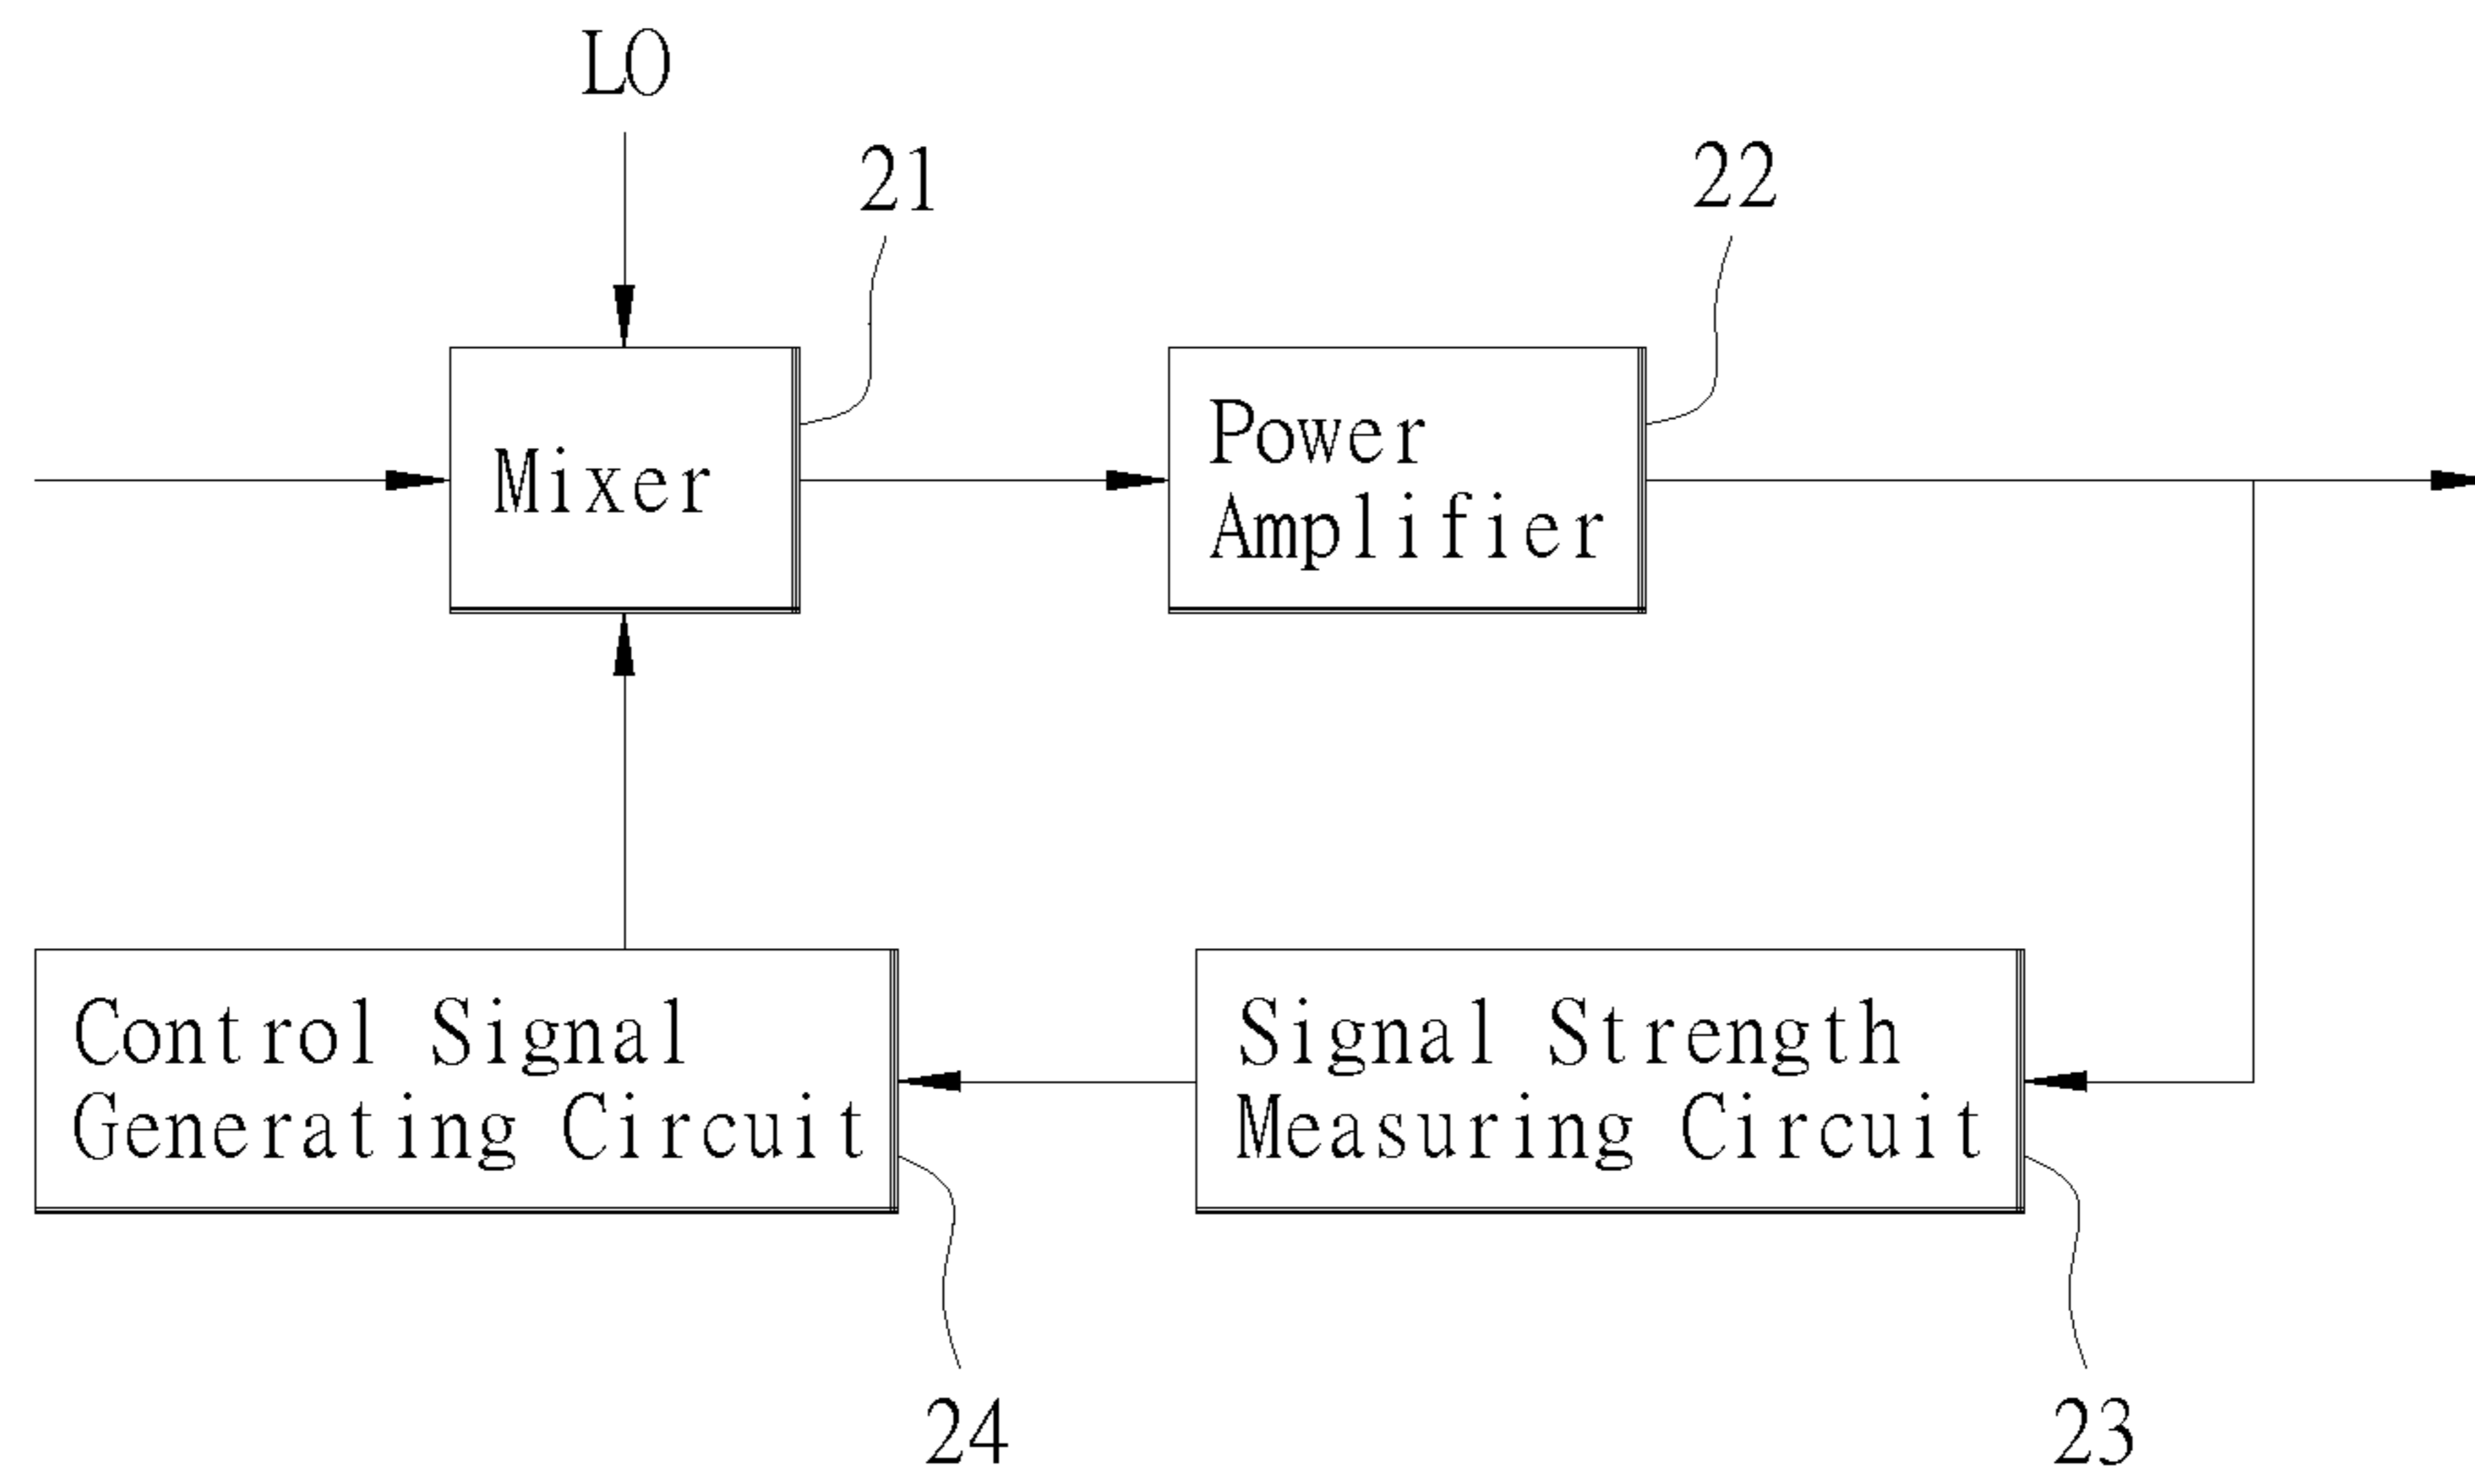 LO
21
22
Mixer
Power
Amplifier
Control Signal
Generating Circuit
Signal Strength
Measuring Circuit
24
23